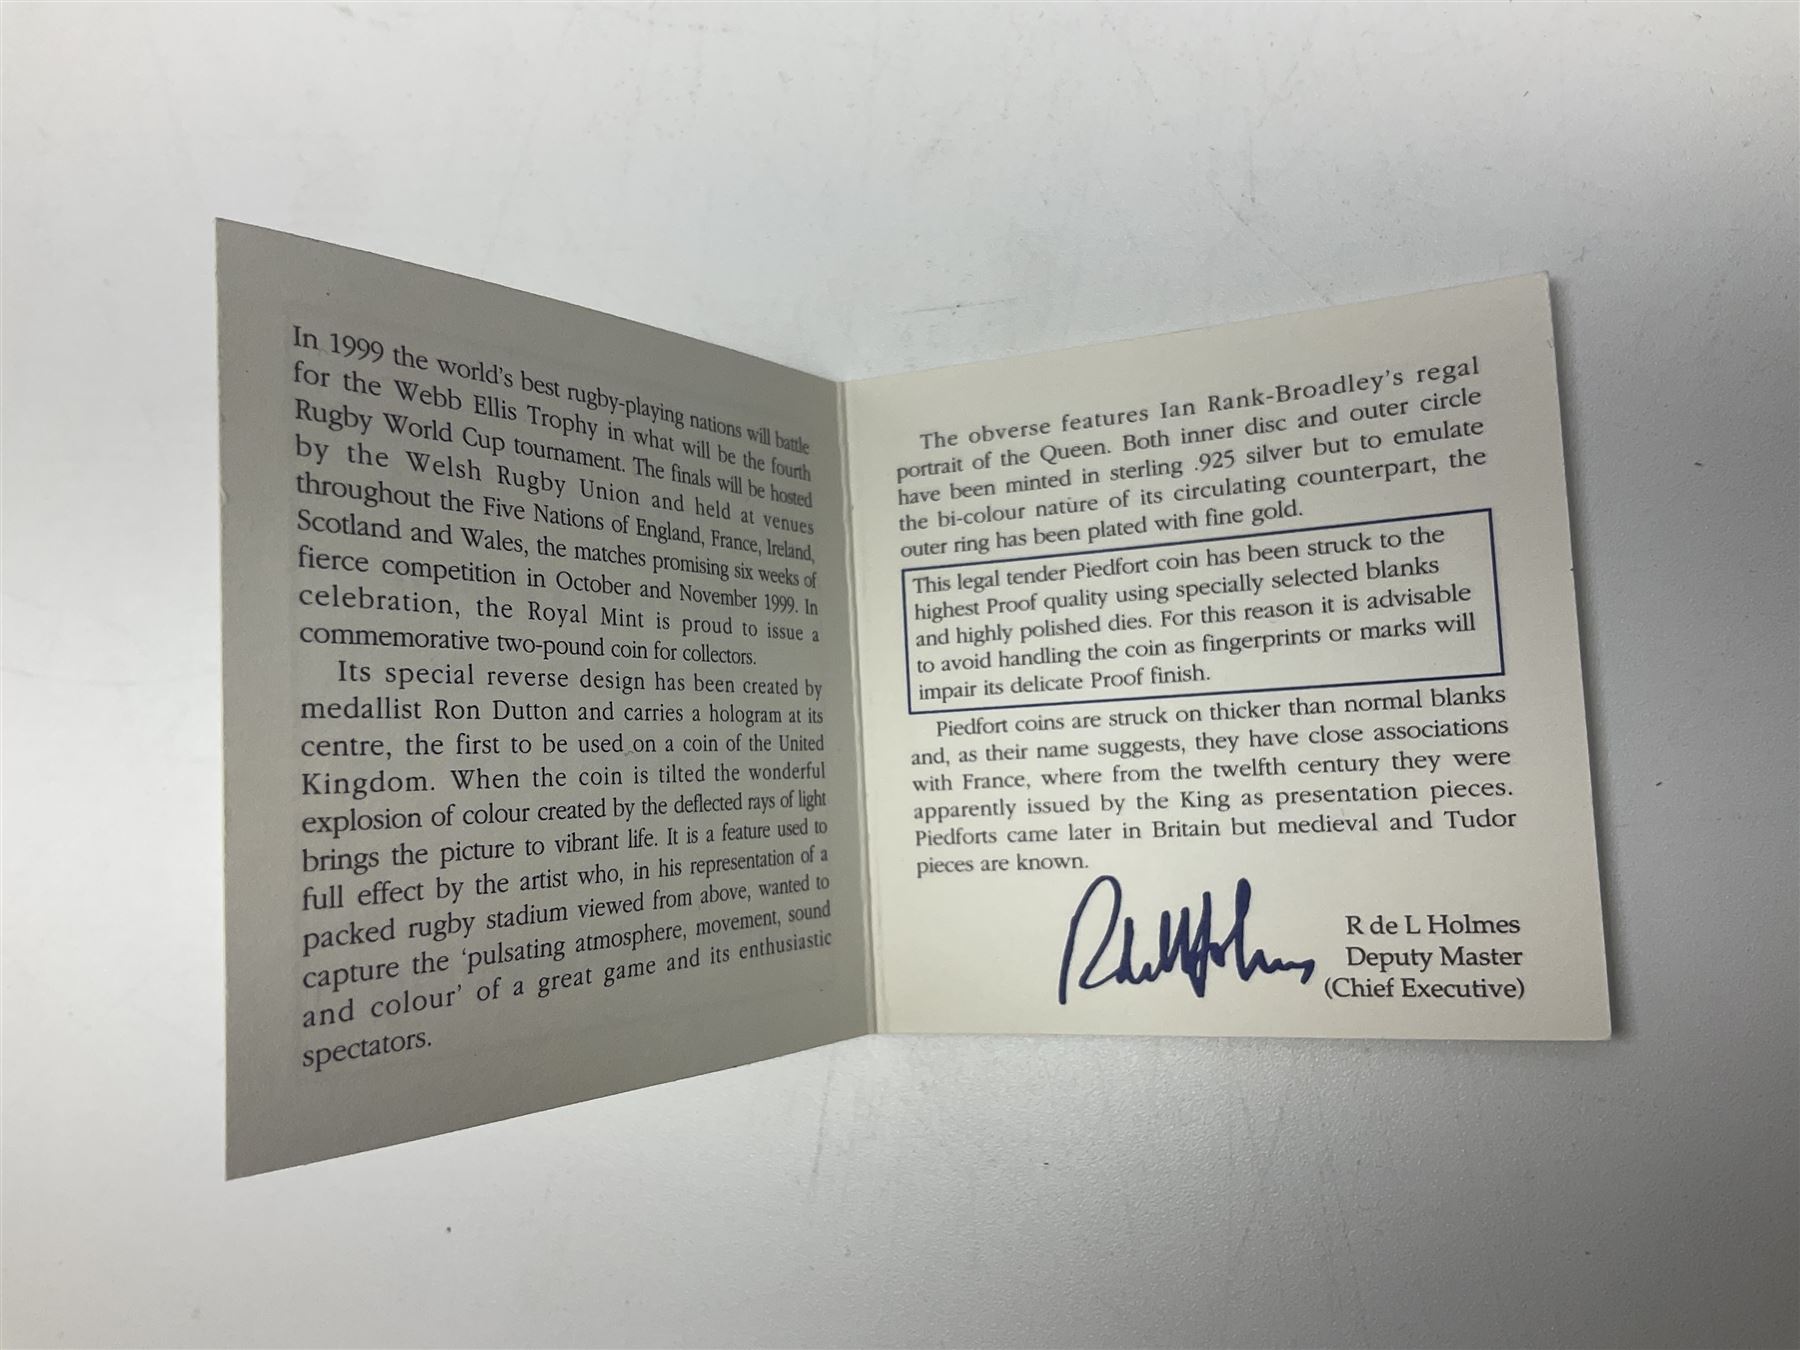 In 1999 the world's best rugby-playing nations will battle
for the Webb Ellis Trophy in what will be the fourth
Rugby World Cup tournament. The finals will be hosted
by the Welsh Rugby Union and held at venues
throughout the Five Nations of England, France, Ireland,
Scotland and Wales, the matches promising six weeks of
fierce competition in October and November 1999. In
celebration, the Royal Mint is proud to issue a
commemorative two-pound coin for collectors.
Its special reverse design has been created by
medallist Ron Dutton and carries a hologram at its
centre, the first to be used on a coin of the United
Kingdom. When the coin is tilted the wonderful
explosion of colour created by the deflected rays of light
brings the picture to vibrant life. It is a feature used to
full effect by the artist who, in his representation of a
packed rugby stadium viewed from above, wanted to
capture the 'pulsating atmosphere, movement, sound
and colour' of a great game and its enthusiastic
spectators.
The obverse features Ian Rank-Broadley's regal
portrait of the Queen. Both inner disc and outer circle
have been minted in sterling .925 silver but to emulate
the bi-colour nature of its circulating counterpart, the
outer ring has been plated with fine gold.
This legal tender Piedfort coin has been struck to the
highest Proof quality using specially selected blanks
and highly polished dies. For this reason it is advisable
to avoid handling the coin as fingerprints or marks will
impair its delicate Proof finish.
Piedfort coins are struck on thicker than normal blanks
and, as their name suggests, they have close associations
with France, where from the twelfth century they were
apparently issued by the King as presentation pieces.
Piedforts came later in Britain but medieval and Tudor
pieces are known.
R de L Holmes
R de L Holmes
Deputy Master
(Chief Executive)